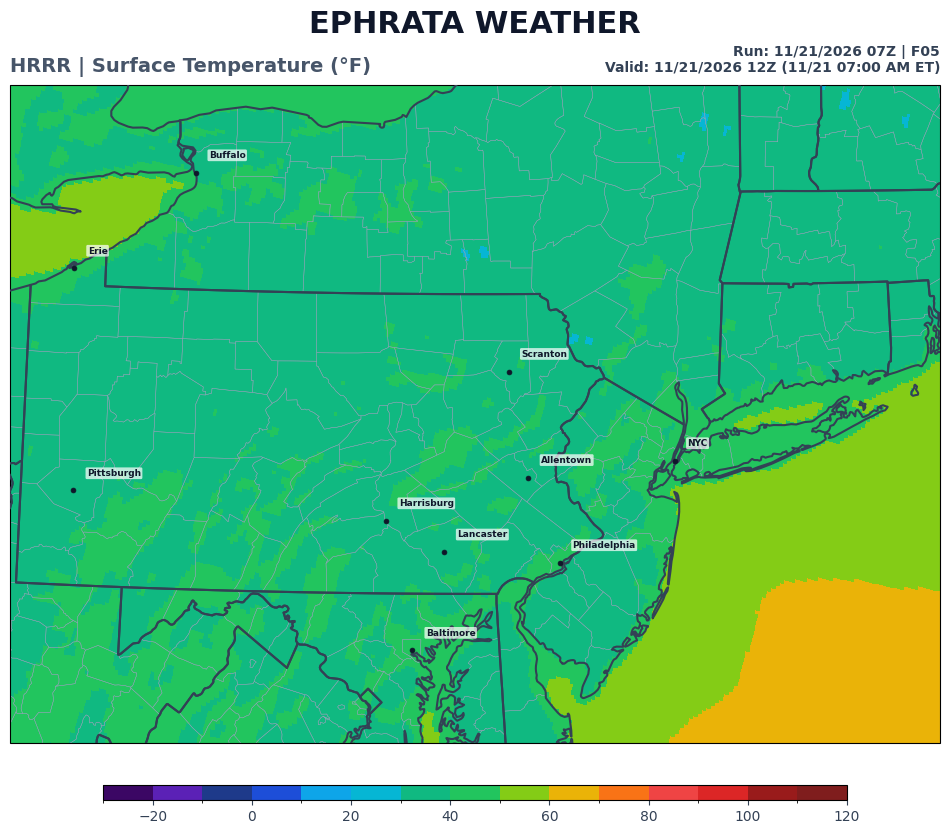 EPHRATA WEATHER
HRRR | Surface Temperature (°F)
Run: 11/21/2026 07Z | F05
Valid: 11/21/2026 12Z (11/21 07:00 AM ET)
Buffalo
Erie
Scranton
NYC
Allentown
Pittsburgh
Harrisburg
Lancaster
Philadelphia
Baltimore
−20 0 20 40 60 80 100 120